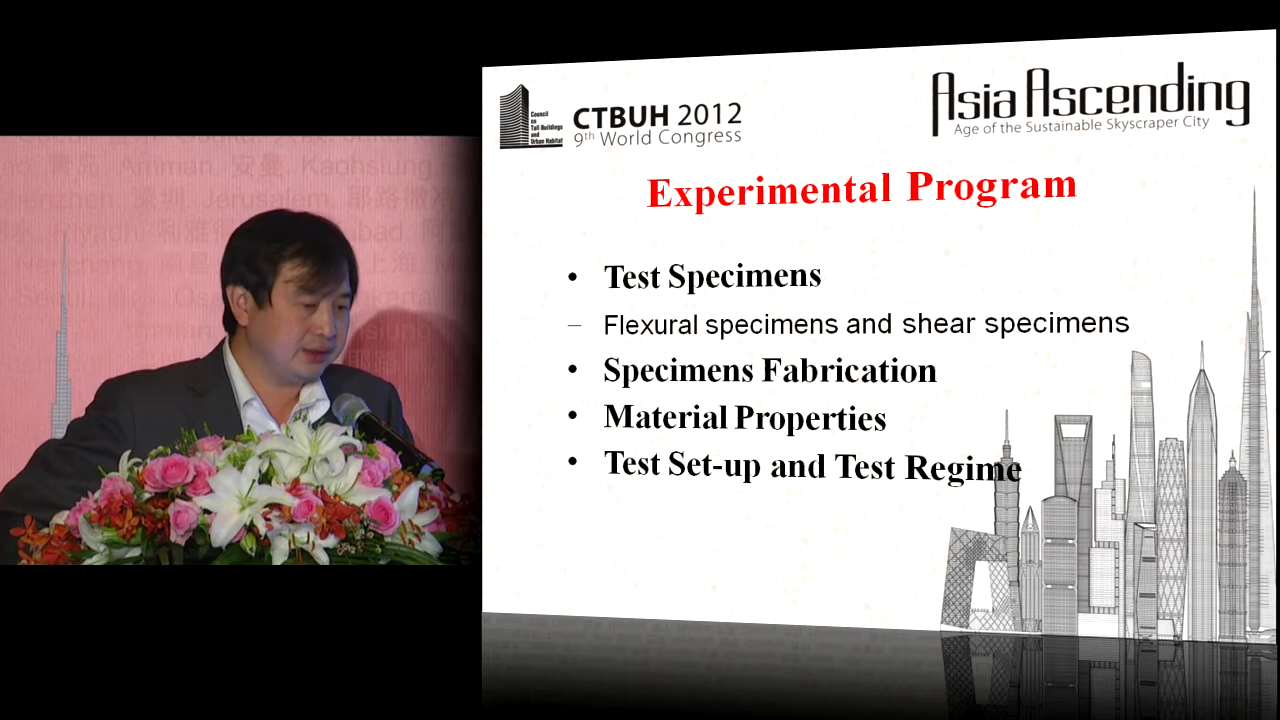 Amman. 安曼. Kaohsiung
Council
on
Tall Buildings
and
Urban Habitat
CTBUH 2012
9th World Congress
Asia Ascending
Age of the Sustainable Skyscraper City
Experimental Program
• Test Specimens
– Flexural specimens and shear specimens
• Specimens Fabrication
• Material Properties
• Test Set-up and Test Regime